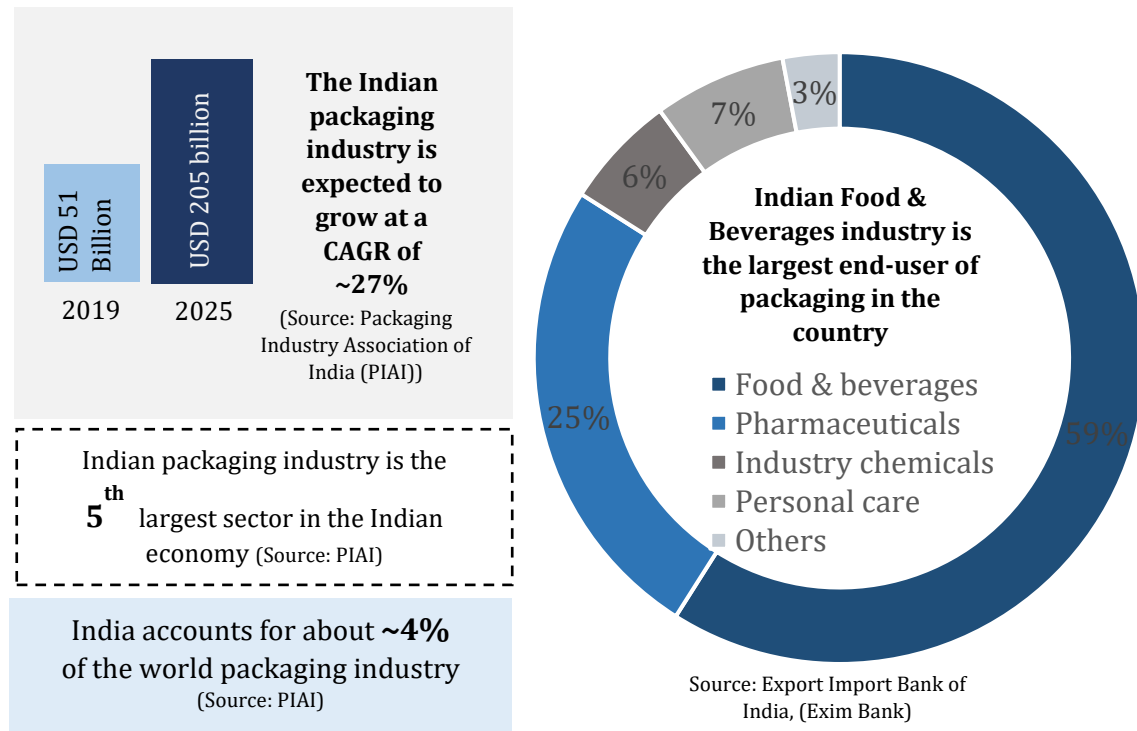 USD 51
Billion
USD 205 billion
2019
2025
The Indian
packaging
industry is
expected to
grow at a
CAGR of
~27%
(Source: Packaging
Industry Association of
India (PIAI))
Indian packaging industry is the
5th largest sector in the Indian
economy (Source: PIAI)
India accounts for about ~4%
of the world packaging industry
(Source: PIAI)
3%
7%
6%
25%
59%
Indian Food &
Beverages industry is
the largest end-user of
packaging in the
country
Food & beverages
Pharmaceuticals
Industry chemicals
Personal care
Others
Source: Export Import Bank of
India, (Exim Bank)